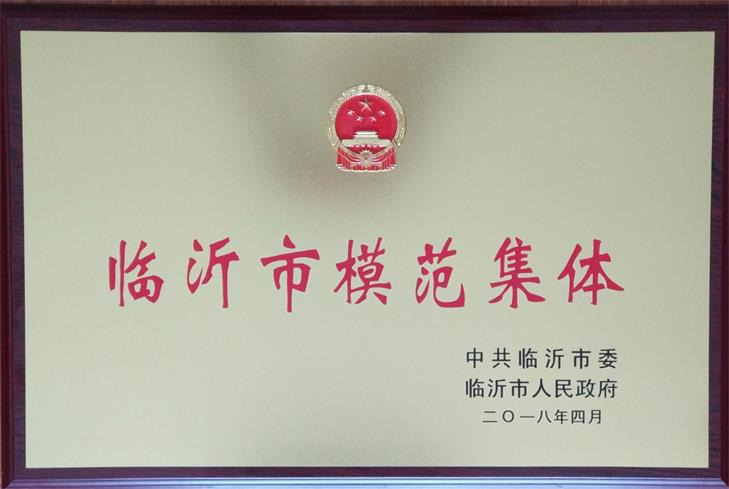 临沂市模范集体
中共临沂市委
临沂市人民政府
二〇一八年四月